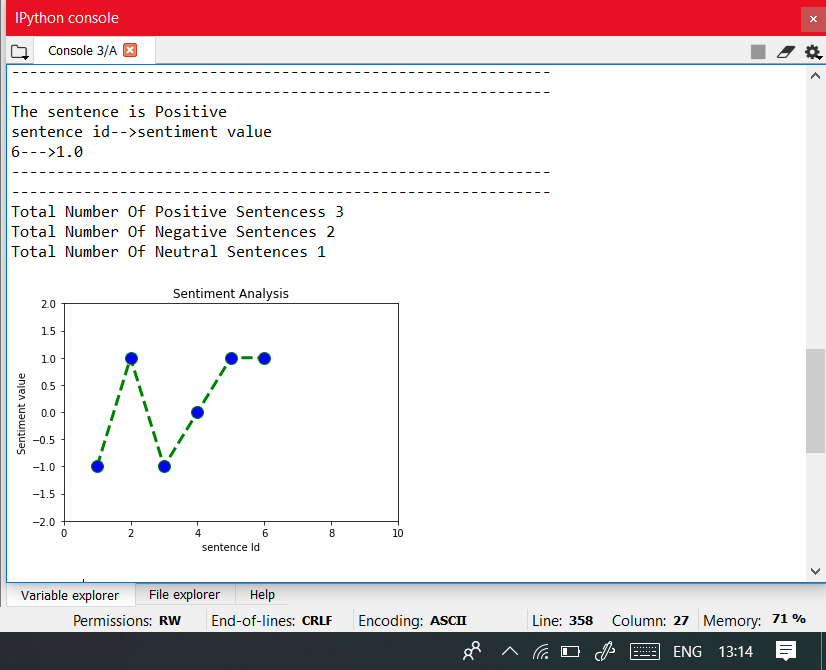 IPython console
Console 3/A
------------------------------------------------------------
------------------------------------------------------------
The sentence is Positive
sentence id-->sentiment value
6--->1.0
------------------------------------------------------------
------------------------------------------------------------
Total Number Of Positive Sentencess 3
Total Number Of Negative Sentences 2
Total Number Of Neutral Sentences 1
Sentiment Analysis
2.0
1.5
1.0
0.5
0.0
−0.5
−1.0
−1.5
−2.0
Sentiment value
0 2 4 6 8 10
sentence Id
Variable explorer File explorer Help
Permissions: RW End-of-lines: CRLF Encoding: ASCII Line: 358 Column: 27 Memory: 71 %
ENG 13:14